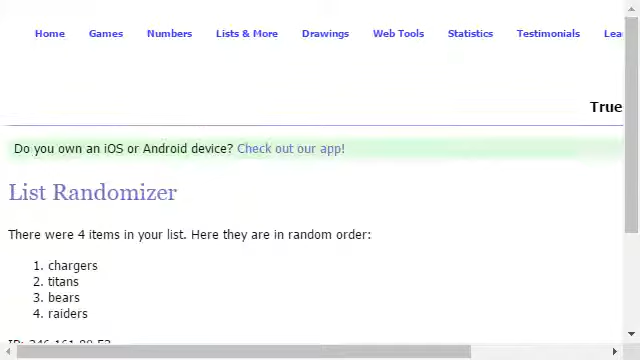 Home Games Numbers Lists & More Drawings Web Tools Statistics Testimonials
True
Do you own an iOS or Android device? Check out our app!
List Randomizer
There were 4 items in your list. Here they are in random order:
1. chargers
2. titans
3. bears
4. raiders